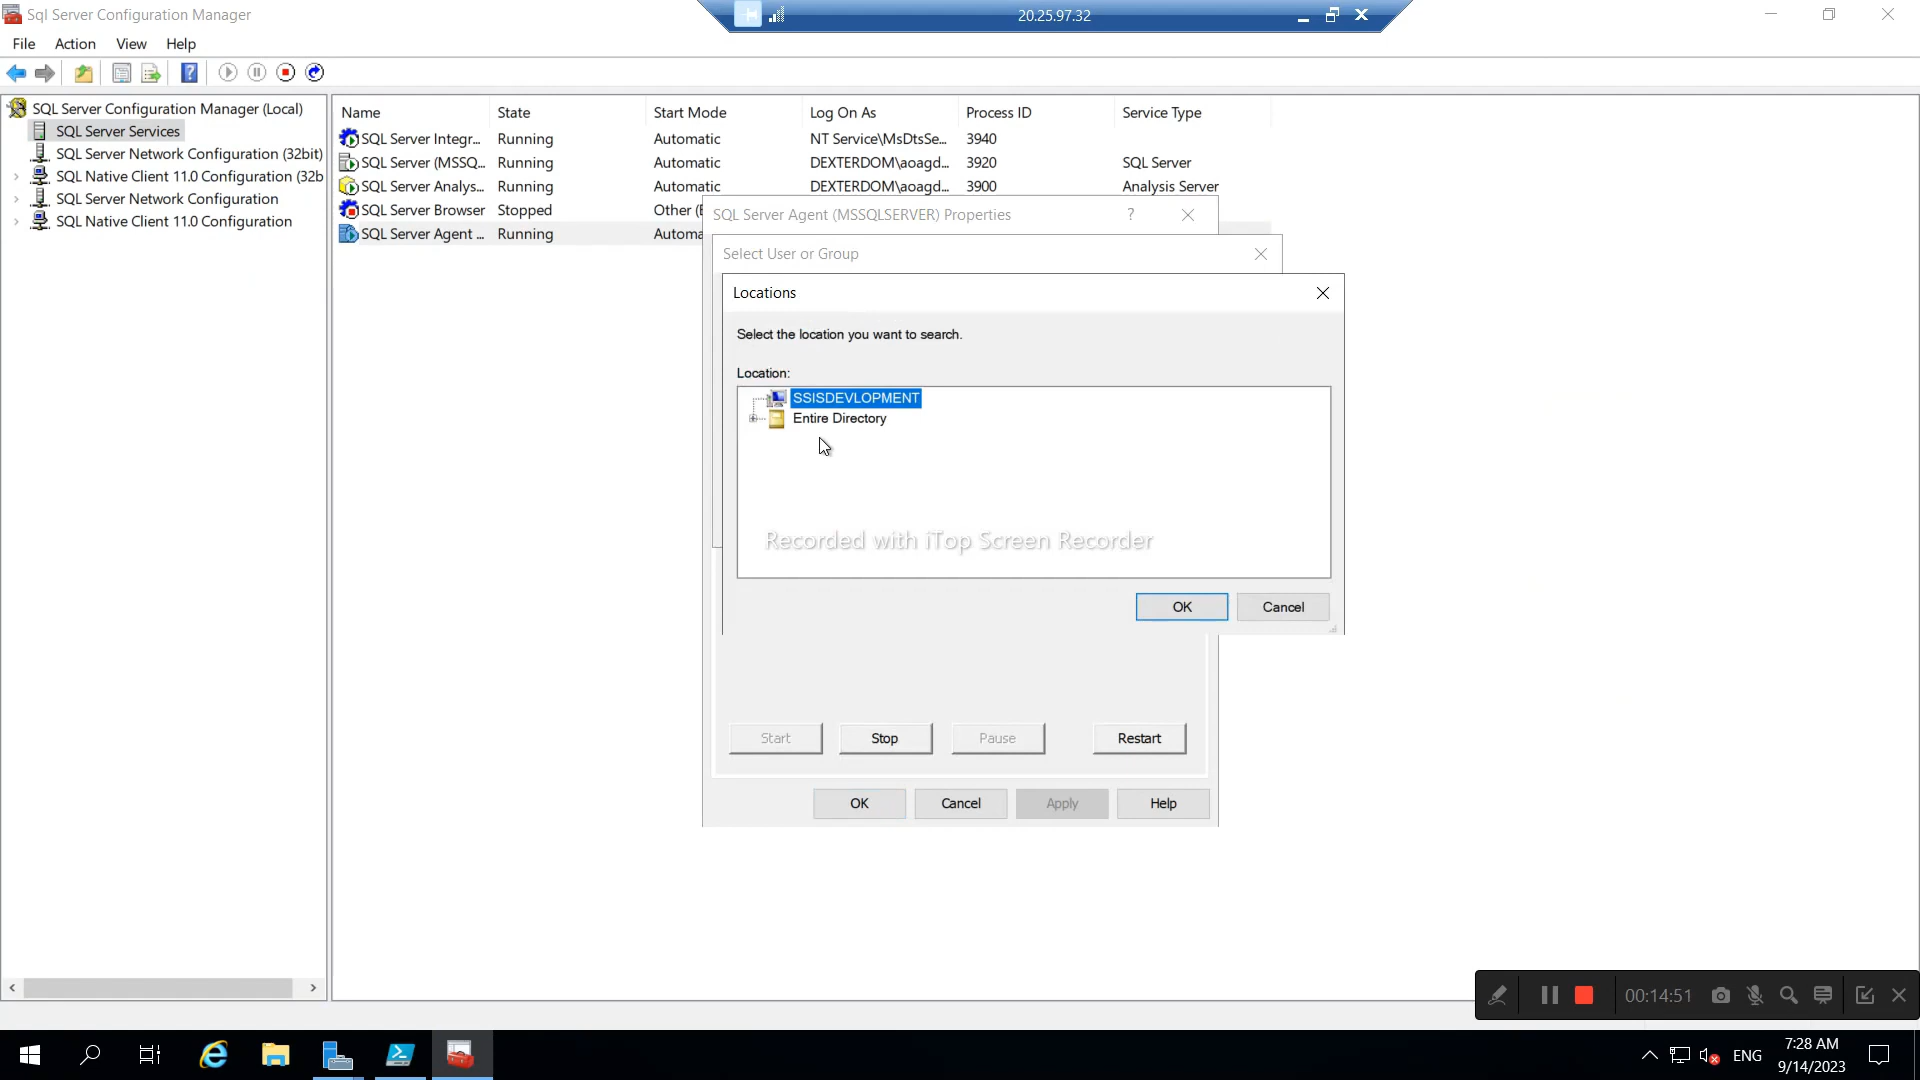 Sql Server Configuration Manager
20.25.97.32
File Action View Help
SQL Server Configuration Manager (Local)
SQL Server Services
SQL Server Network Configuration (32bit)
SQL Native Client 11.0 Configuration (32b
SQL Server Network Configuration
SQL Native Client 11.0 Configuration
Name State Start Mode Log On As Process ID Service Type
SQL Server Integr... Running Automatic NT Service\MsDtsSe... 3940
SQL Server (MSSQ... Running Automatic DEXTERDOM\aoagd... 3920 SQL Server
SQL Server Analys... Running Automatic DEXTERDOM\aoagd... 3900 Analysis Server
SQL Server Browser Stopped Other (B
SQL Server Agent ... Running Automa
SQL Server Agent (MSSQLSERVER) Properties ?
Select User or Group
Locations
Select the location you want to search.
Location:
SSISDEVLOPMENT
Entire Directory
Recorded with iTop Screen Recorder
OK Cancel
Start Stop Pause Restart
OK Cancel Apply Help
00:14:51
ENG
7:28 AM
9/14/2023